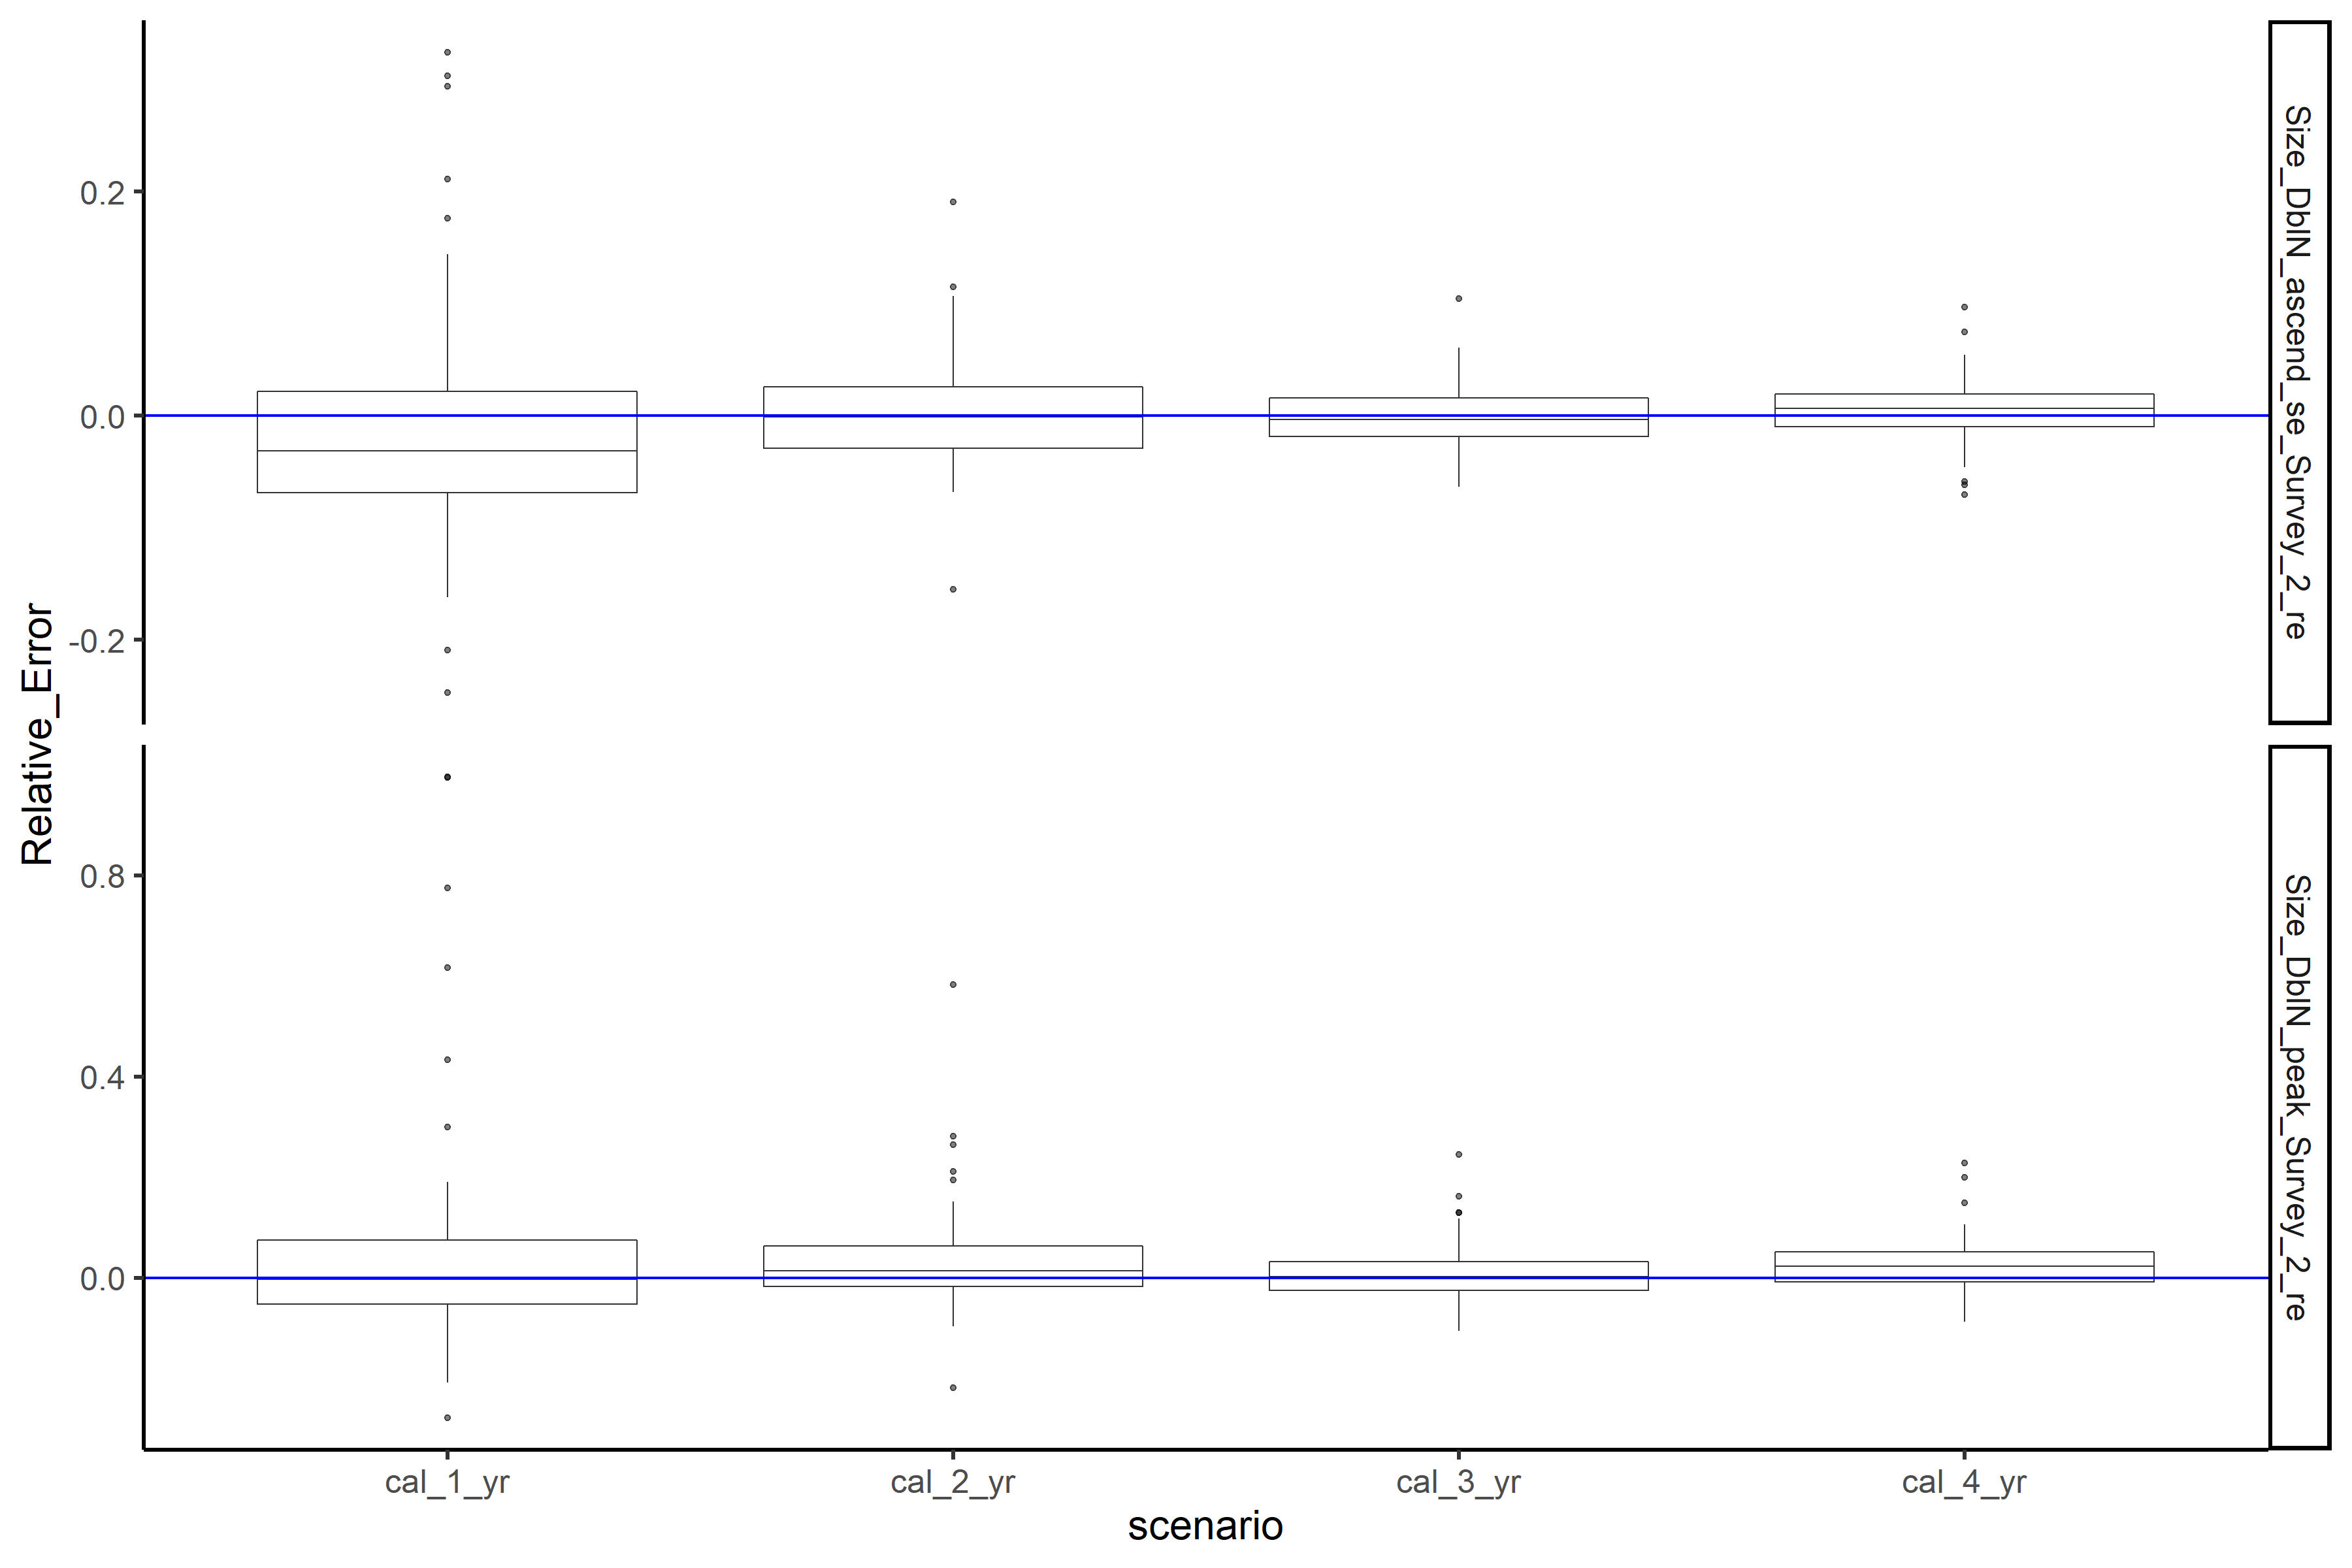 Relative_Error
0.2
0.0
-0.2
Size_DblN_ascend_se_Survey_2_re
0.8
0.4
0.0
Size_DblN_peak_Survey_2_re
cal_1_yr
cal_2_yr
cal_3_yr
cal_4_yr
scenario